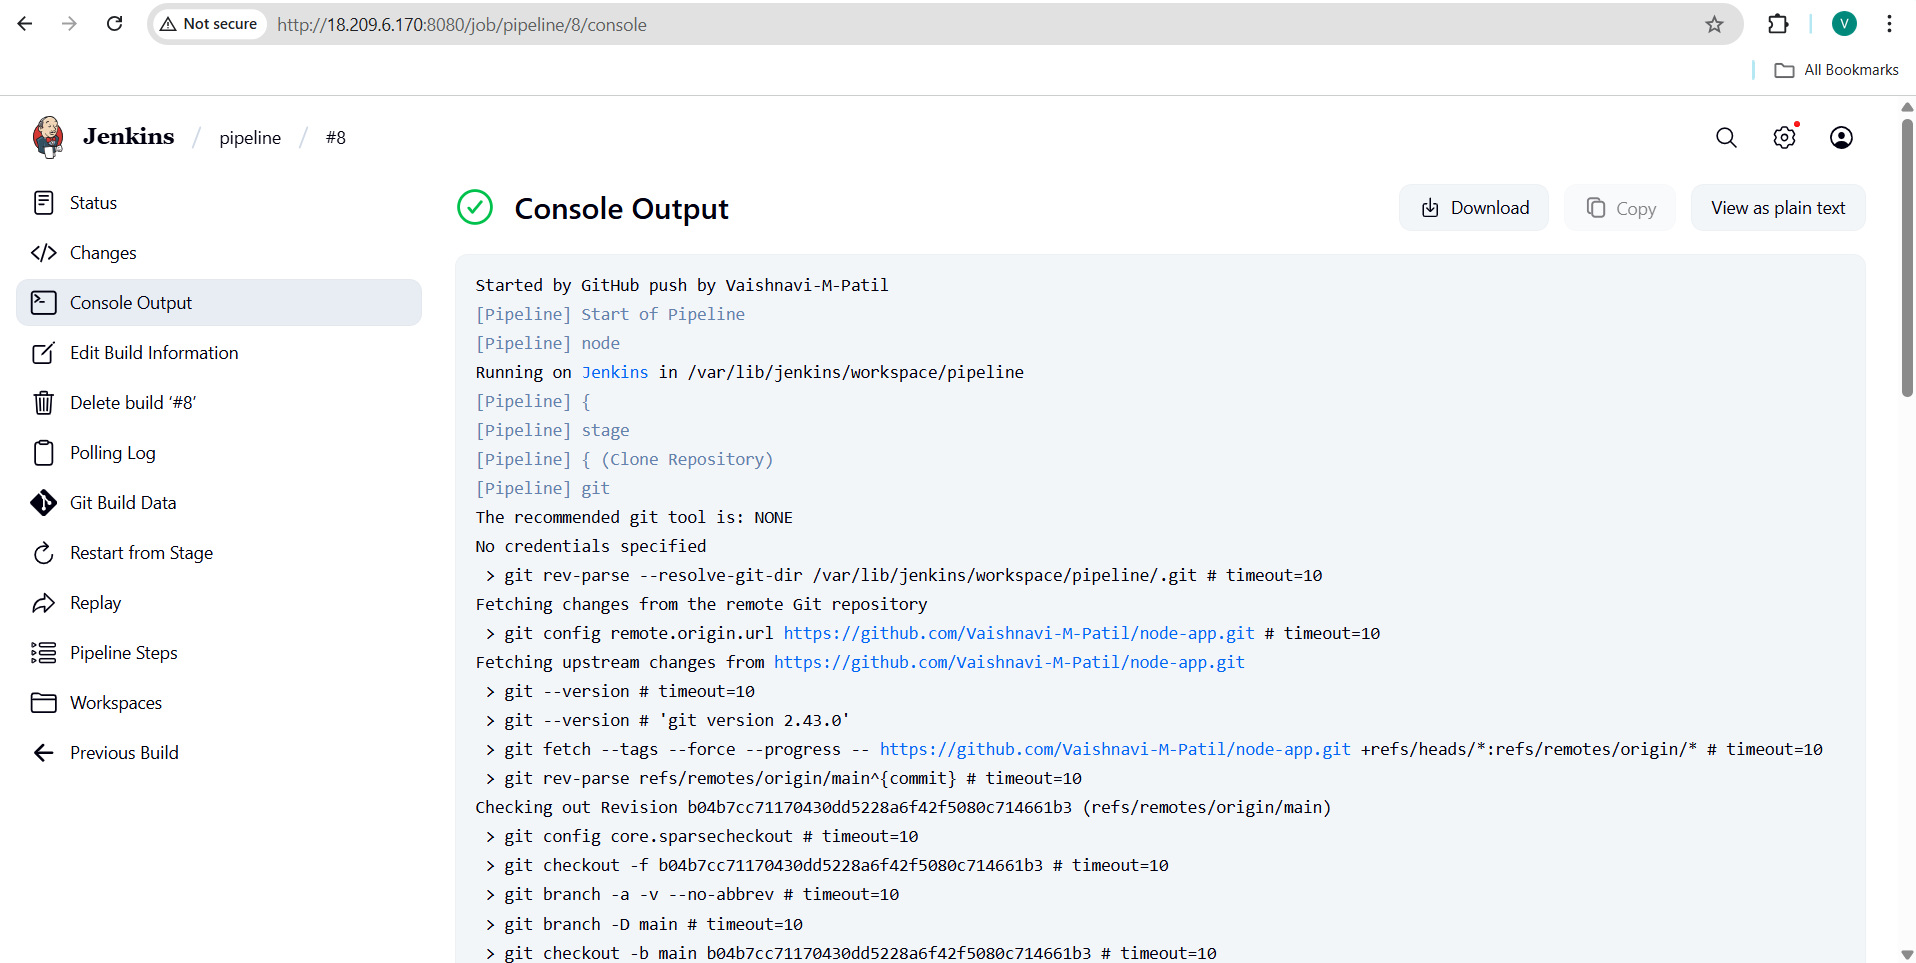 Not secure http://18.209.6.170:8080/job/pipeline/8/console V
All Bookmarks
Jenkins / pipeline / #8
Status
Changes
Console Output
Edit Build Information
Delete build ‘#8’
Polling Log
Git Build Data
Restart from Stage
Replay
Pipeline Steps
Workspaces
Previous Build
Console Output
Download
Copy
View as plain text
Started by GitHub push by Vaishnavi-M-Patil
[Pipeline] Start of Pipeline
[Pipeline] node
Running on Jenkins in /var/lib/jenkins/workspace/pipeline
[Pipeline] {
[Pipeline] stage
[Pipeline] { (Clone Repository)
[Pipeline] git
The recommended git tool is: NONE
No credentials specified
 > git rev-parse --resolve-git-dir /var/lib/jenkins/workspace/pipeline/.git # timeout=10
Fetching changes from the remote Git repository
 > git config remote.origin.url https://github.com/Vaishnavi-M-Patil/node-app.git # timeout=10
Fetching upstream changes from https://github.com/Vaishnavi-M-Patil/node-app.git
 > git --version # timeout=10
 > git --version # 'git version 2.43.0'
 > git fetch --tags --force --progress -- https://github.com/Vaishnavi-M-Patil/node-app.git +refs/heads/*:refs/remotes/origin/* # timeout=10
 > git rev-parse refs/remotes/origin/main^{commit} # timeout=10
Checking out Revision b04b7cc71170430dd5228a6f42f5080c714661b3 (refs/remotes/origin/main)
 > git config core.sparsecheckout # timeout=10
 > git checkout -f b04b7cc71170430dd5228a6f42f5080c714661b3 # timeout=10
 > git branch -a -v --no-abbrev # timeout=10
 > git branch -D main # timeout=10
 > git checkout -b main b04b7cc71170430dd5228a6f42f5080c714661b3 # timeout=10